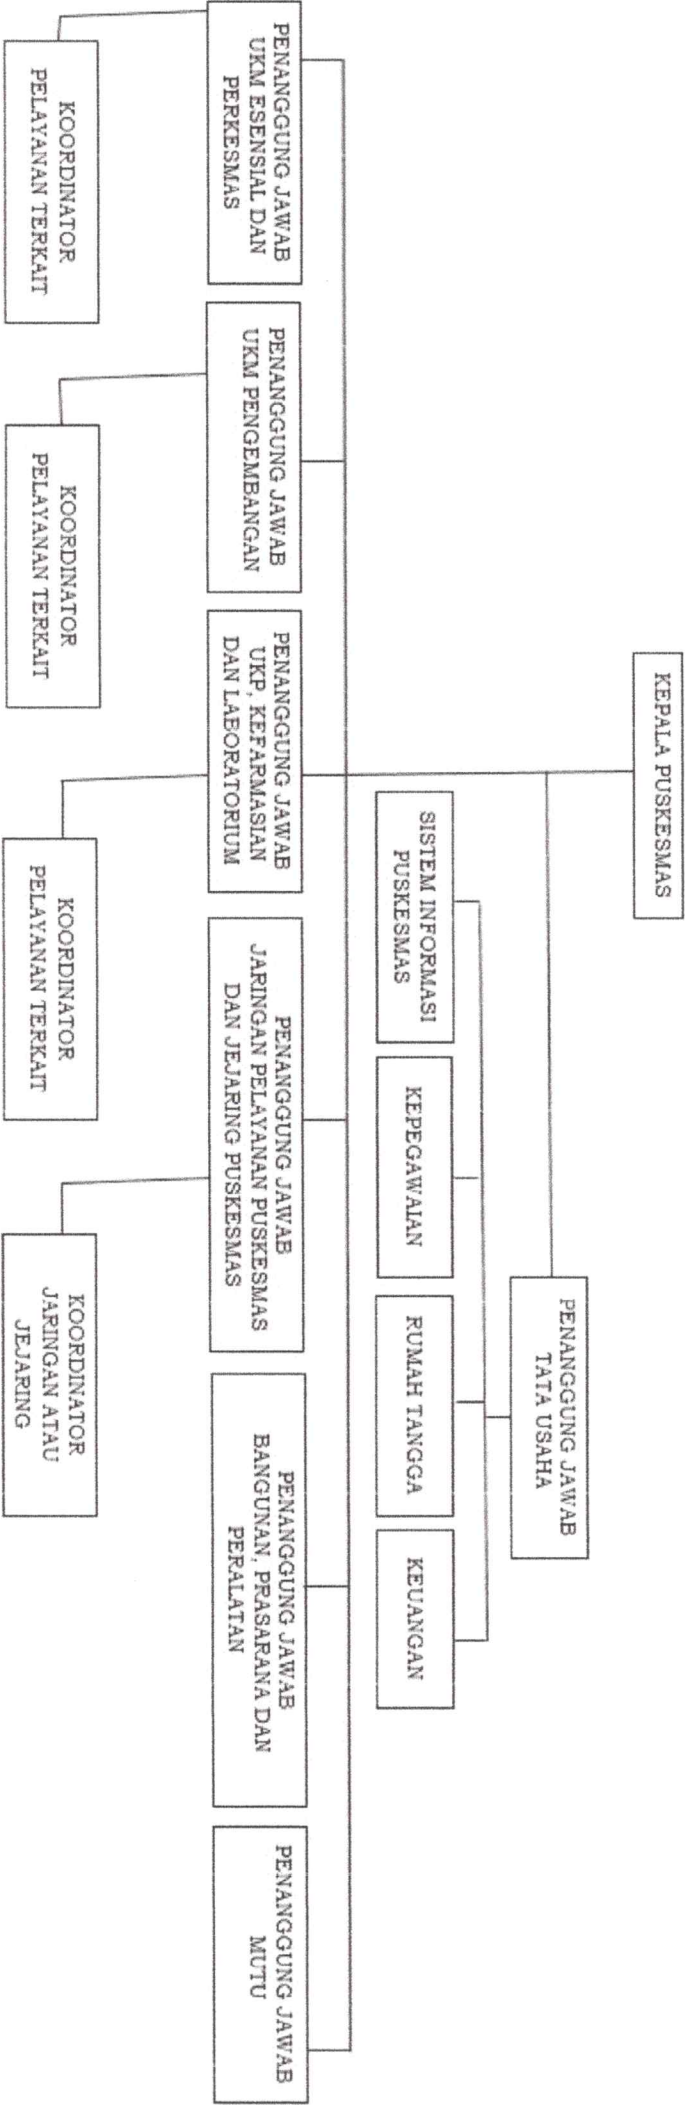 KEPALA PUSKESMAS
PENANGGUNG JAWAB
TATA USAHA
SISTEM INFORMASI
PUSKESMAS
KEPEGAWAIAN
RUMAH TANGGA
KEUANGAN
PENANGGUNG JAWAB
UKM ESENSIAL DAN
PERKESMAS
PENANGGUNG JAWAB
UKM PENGEMBANGAN
PENANGGUNG JAWAB
UKP, KEFARMASIAN
DAN LABORATORIUM
PENANGGUNG JAWAB
JARINGAN PELAYANAN PUSKESMAS
DAN JEJARING PUSKESMAS
PENANGGUNG JAWAB
BANGUNAN, PRASARANA DAN
PERALATAN
PENANGGUNG JAWAB
MUTU
KOORDINATOR
PELAYANAN TERKAIT
KOORDINATOR
PELAYANAN TERKAIT
KOORDINATOR
PELAYANAN TERKAIT
KOORDINATOR
JARINGAN ATAU
JEJARING